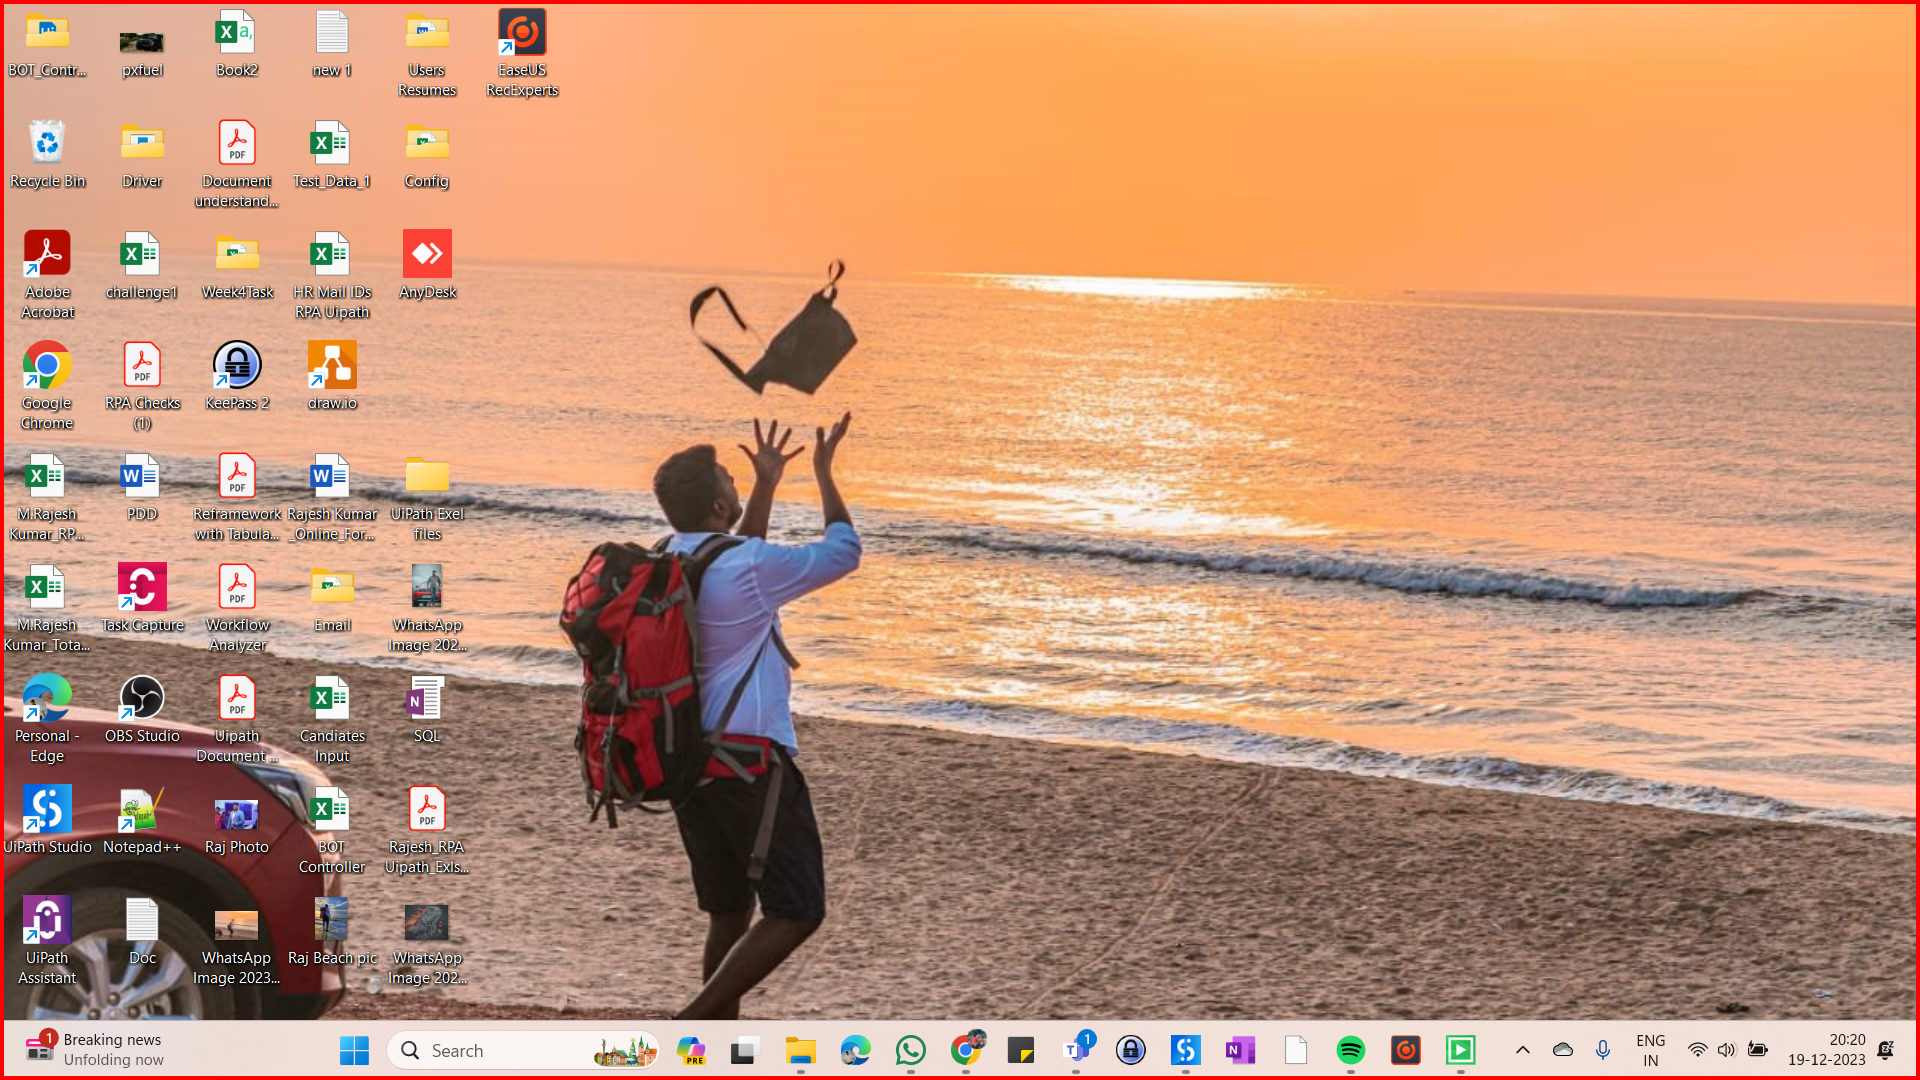 BOT_Contr...
pxfuel
Book2
new 1
Users
Resumes
EaseUS
RecExperts
Recycle Bin
Driver
Document
understand...
Test_Data_1
Config
Adobe
Acrobat
challenge1
Week4Task
HR Mail IDs
RPA Uipath
AnyDesk
Google
Chrome
RPA Checks
(1)
KeePass 2
draw.io
M.Rajesh
Kumar_RP...
PDD
Reframework
with Tabula...
Rajesh Kumar
_Online_For...
UiPath Exel
files
M.Rajesh
Kumar_Tota...
Task Capture
Workflow
Analyzer
Email
WhatsApp
Image 202...
Personal -
Edge
OBS Studio
Uipath
Document ...
Candiates
Input
SQL
UiPath Studio
Notepad++
Raj Photo
BOT
Controller
Rajesh_RPA
Uipath_Exls...
UiPath
Assistant
Doc
WhatsApp
Image 2023...
Raj Beach pic
WhatsApp
Image 202...
1
Breaking news
Unfolding now
Search
PRE
1
ENG
IN
20:20
19-12-2023